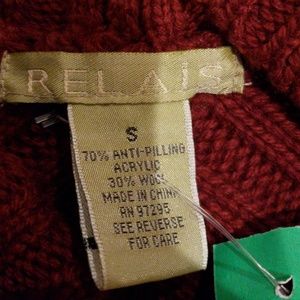 RELAIS
S
70% ANTI-PILLING
ACRYLIC
30% WOOL
MADE IN CHINA
RN 97295
SEE REVERSE
FOR CARE